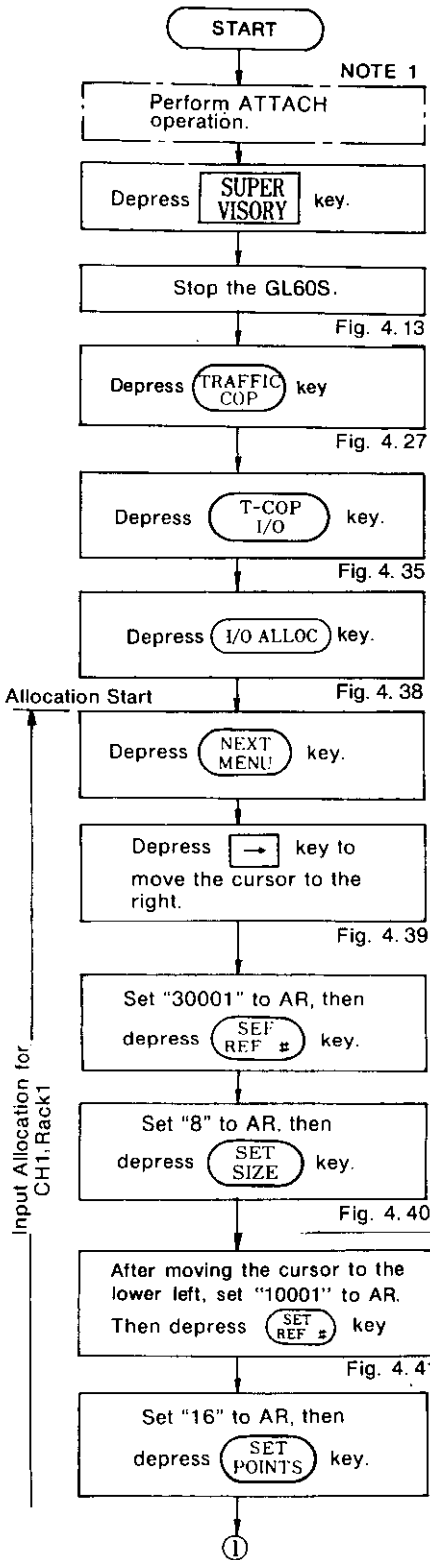 START
NOTE 1
Perform ATTACH
operation.
Depress SUPER VISORY key.
Stop the GL60S.
Fig. 4.13
Depress TRAFFIC COP key
Fig. 4.27
Depress T-COP I/O key.
Fig. 4.35
Depress I/O ALLOC key.
Fig. 4.38
Allocation Start
Depress NEXT MENU key.
Depress → key to
move the cursor to the
right.
Fig. 4.39
Input Allocation for
CH1, Rack1
Set "30001" to AR, then
depress SEF REF # key.
Set "8" to AR, then
depress SET SIZE key.
Fig. 4.40
After moving the cursor to the
lower left, set "10001" to AR.
Then depress SET REF # key
Fig. 4.41
Set "16" to AR, then
depress SET POINTS key.
①